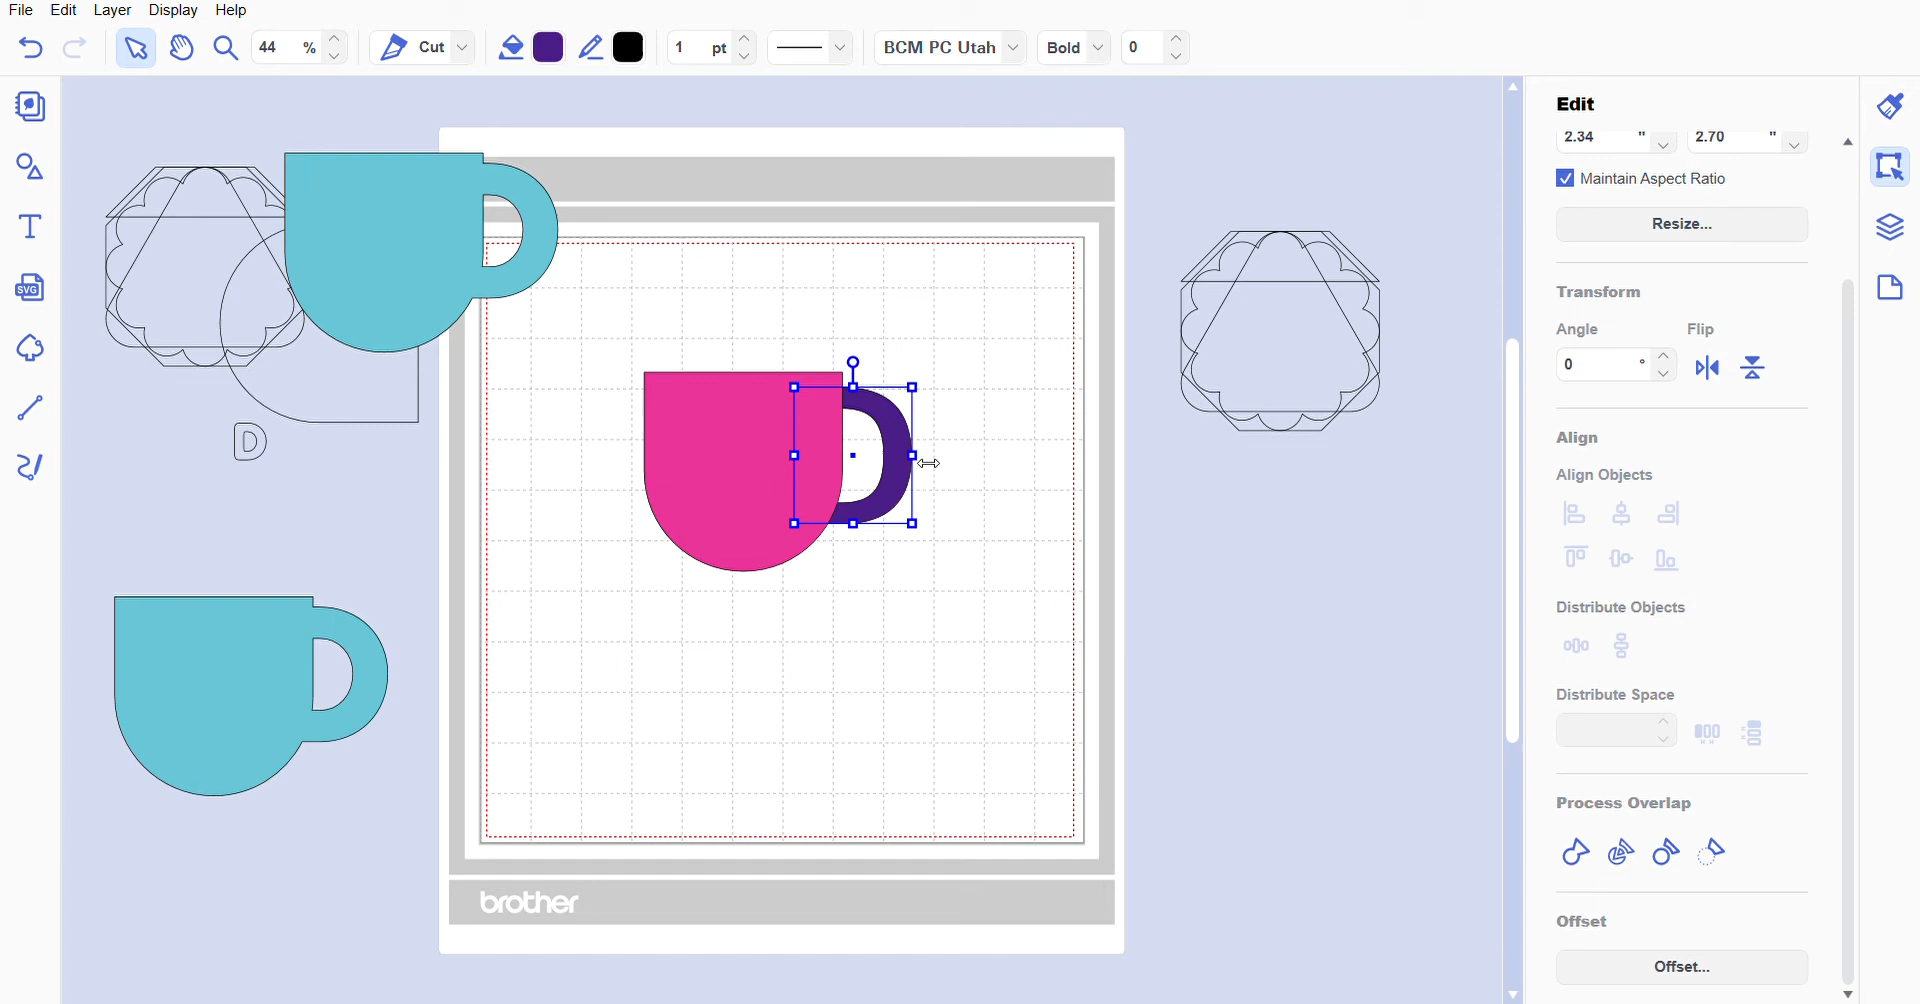 File Edit Layer Display Help
44 % Cut 1 pt BCM PC Utah Bold 0
Edit
2.34 " 2.70 "
Maintain Aspect Ratio
Resize...
Transform
Angle Flip
0 °
Align
Align Objects
Distribute Objects
Distribute Space
Process Overlap
Offset
Offset...
T
SVG
D
brother